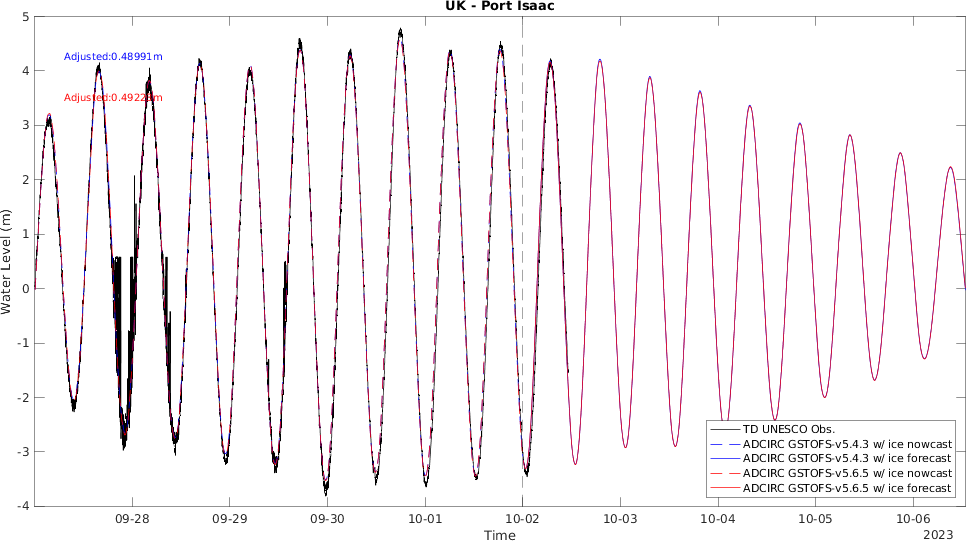 UK - Port Isaac
5
4
3
2
1
0
-1
-2
-3
-4
Water Level (m)
Adjusted:0.48991m
Adjusted:0.4922 m
TD UNESCO Obs.
ADCIRC GSTOFS-v5.4.3 w/ ice nowcast
ADCIRC GSTOFS-v5.4.3 w/ ice forecast
ADCIRC GSTOFS-v5.6.5 w/ ice nowcast
ADCIRC GSTOFS-v5.6.5 w/ ice forecast
09-28 09-29 09-30 10-01 10-02 10-03 10-04 10-05 10-06
Time
2023